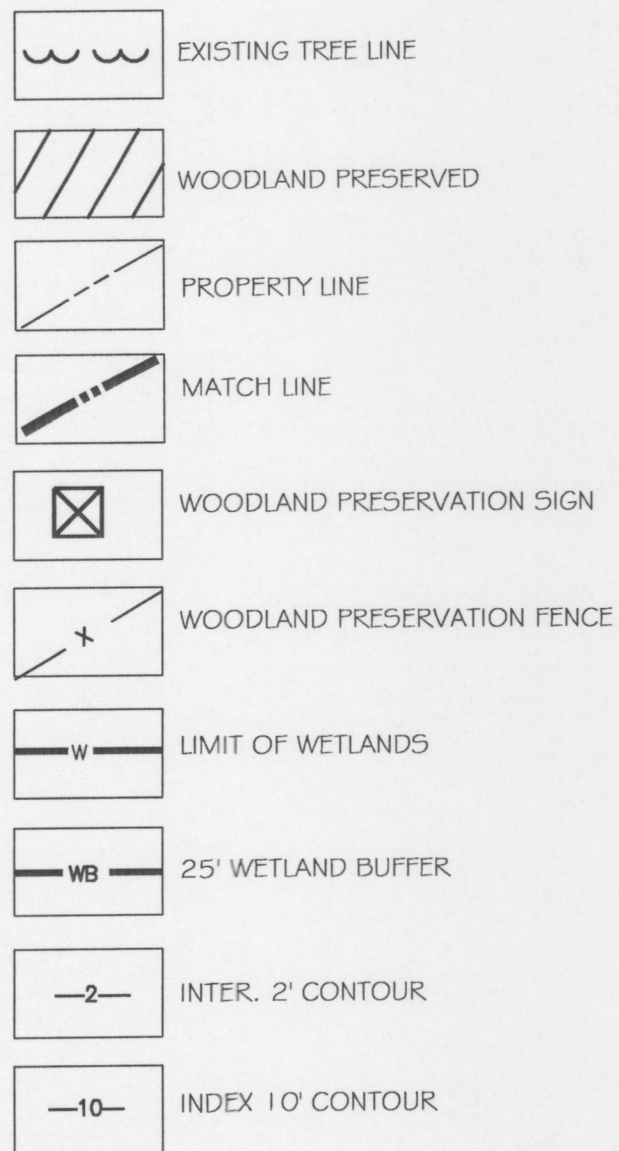 EXISTING TREE LINE
WOODLAND PRESERVED
PROPERTY LINE
MATCH LINE
WOODLAND PRESERVATION SIGN
X WOODLAND PRESERVATION FENCE
W LIMIT OF WETLANDS
WB 25' WETLAND BUFFER
2 INTER. 2' CONTOUR
10 INDEX 10' CONTOUR